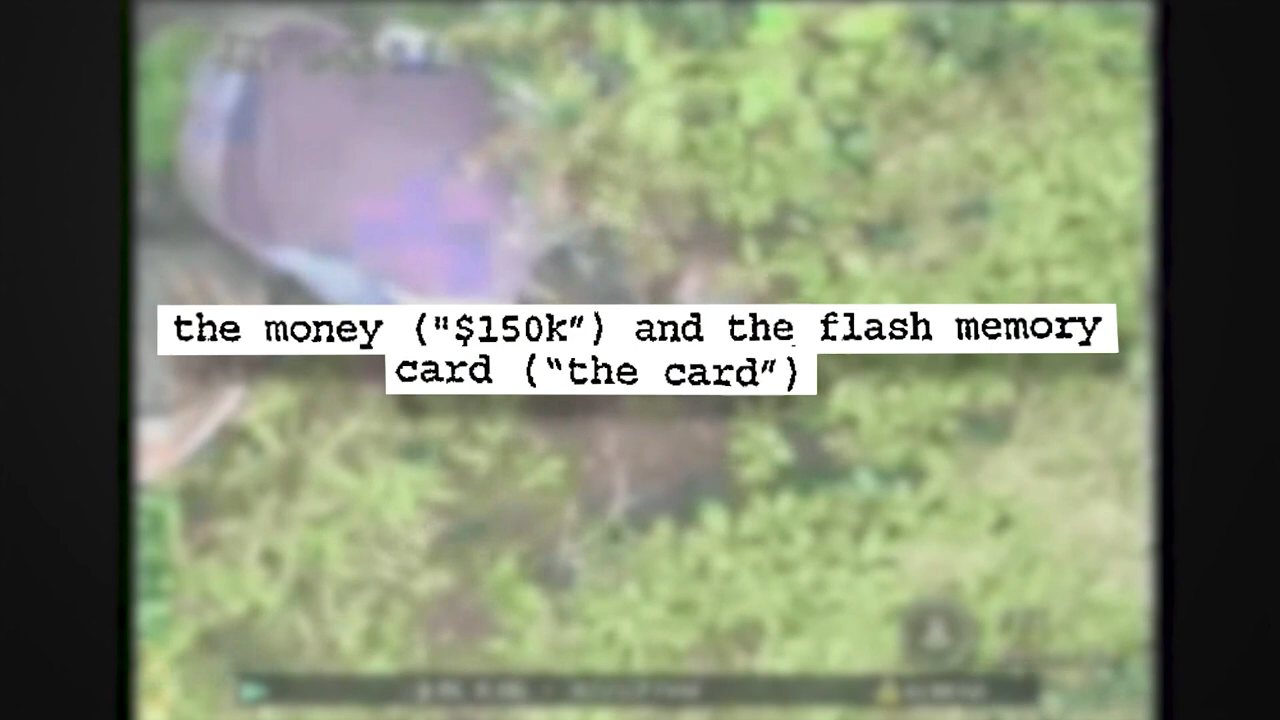 the money ("$150k”) and the flash memory
card (“the card”)